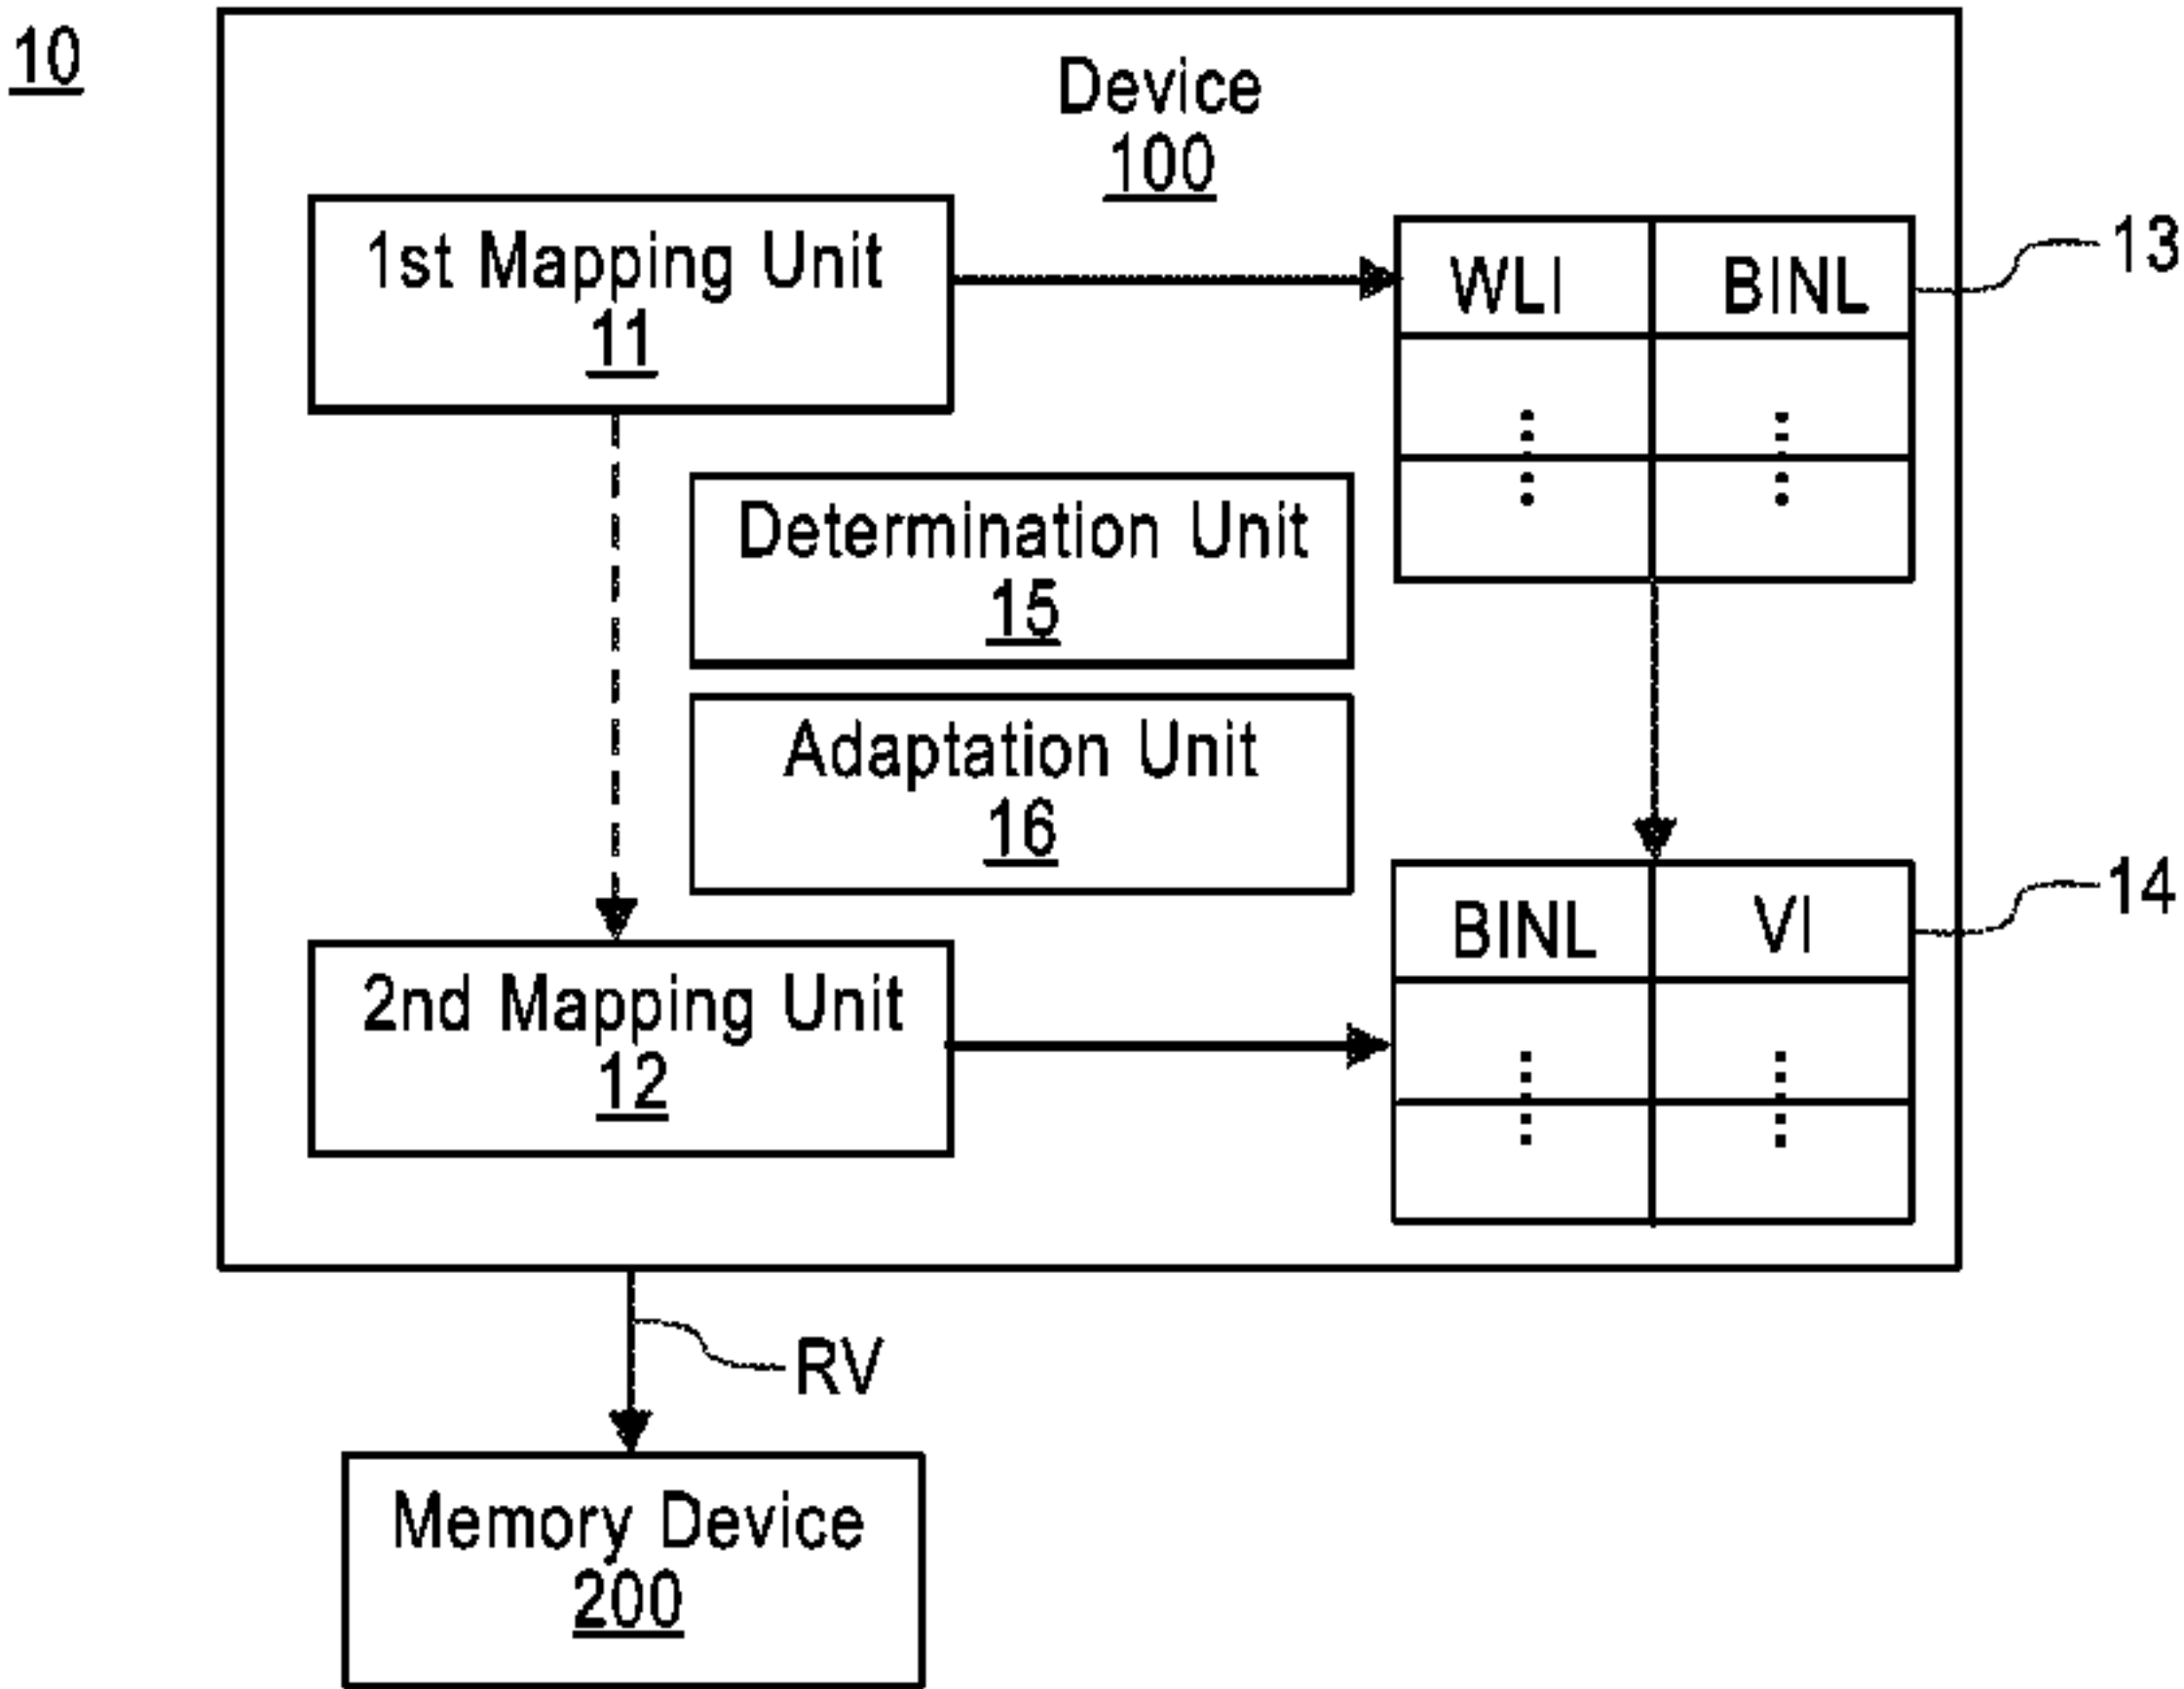 10
Device
100
1st Mapping Unit
11
WLI BINL
13
Determination Unit
15
Adaptation Unit
16
BINL VI
14
2nd Mapping Unit
12
RV
Memory Device
200